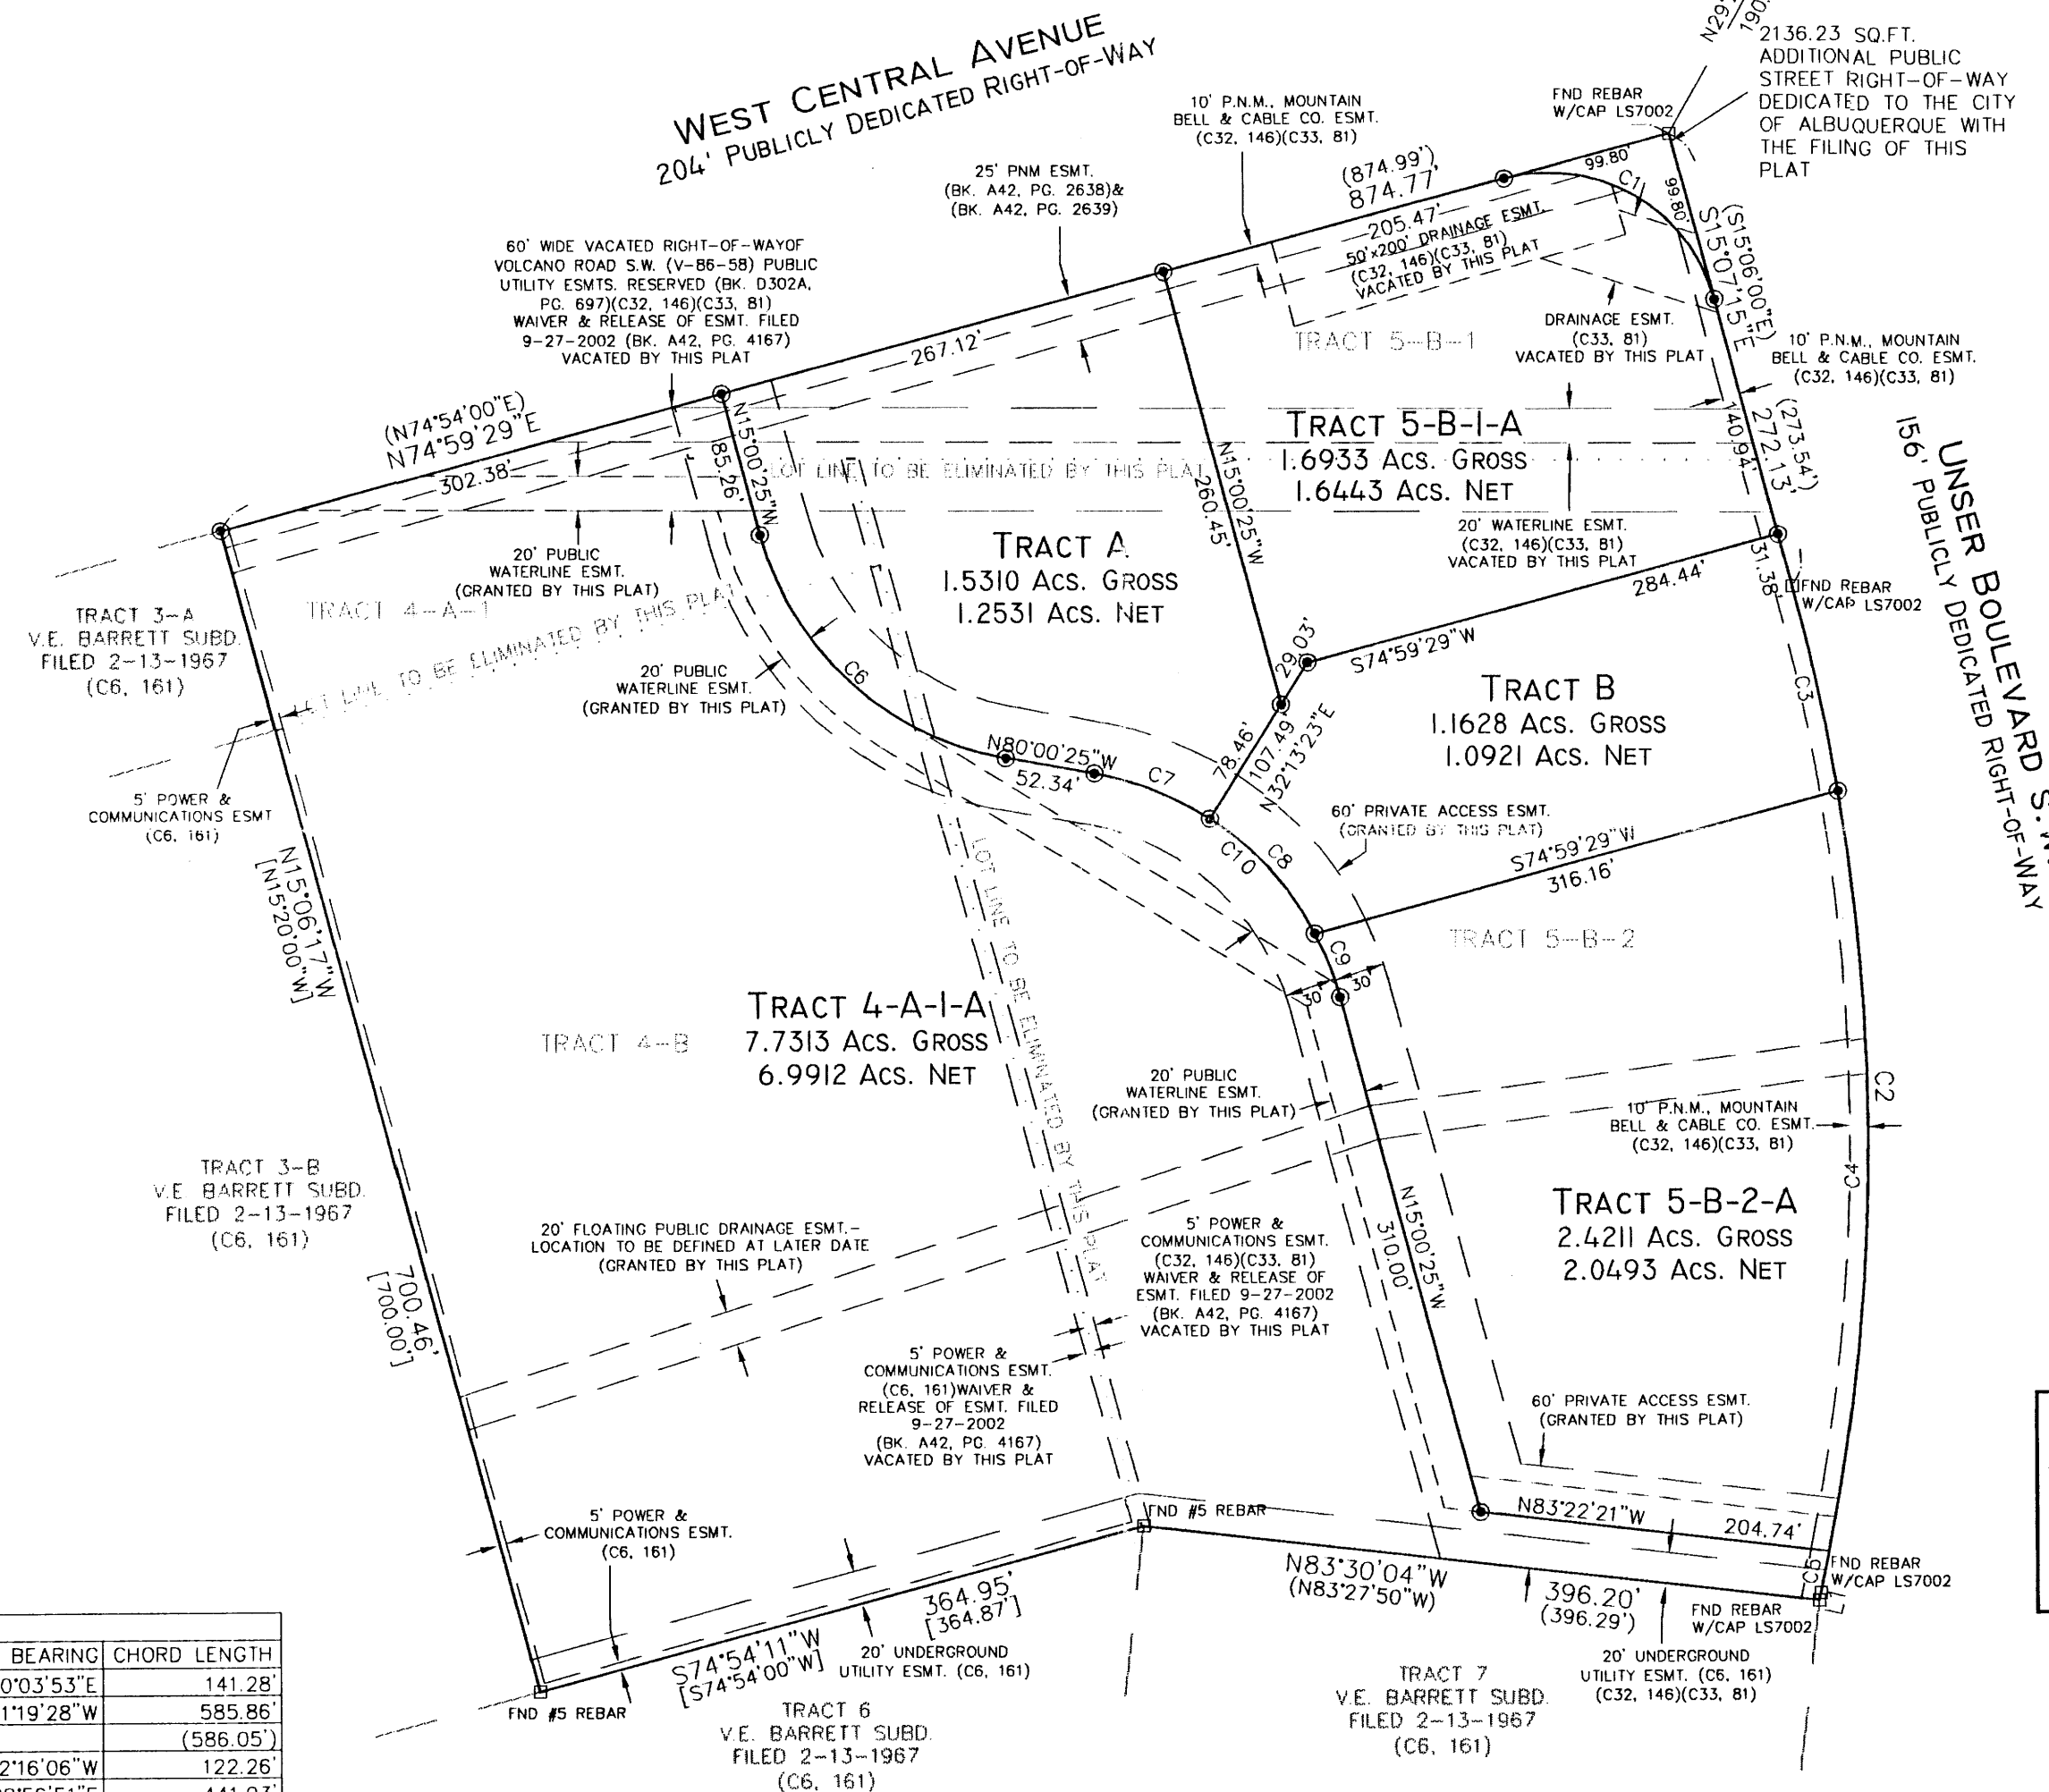 WEST CENTRAL AVENUE
204' PUBLICLY DEDICATED RIGHT-OF-WAY
2136.23 SQ.FT.
ADDITIONAL PUBLIC
STREET RIGHT-OF-WAY
DEDICATED TO THE CITY
OF ALBUQUERQUE WITH
THE FILING OF THIS
PLAT
FND REBAR
W/CAP LS7002
10' P.N.M., MOUNTAIN
BELL & CABLE CO. ESMT.
(C32, 146)(C33, 81)
25' PNM ESMT.
(BK. A42, PG. 2638)&
(BK. A42, PG. 2639)
60' WIDE VACATED RIGHT-OF-WAYOF
VOLCANO ROAD S.W. (V-86-58) PUBLIC
UTILITY ESMTS. RESERVED (BK. D302A,
PG. 697)(C32, 146)(C33, 81)
WAIVER & RELEASE OF ESMT. FILED
9-27-2002 (BK. A42, PG. 4167)
VACATED BY THIS PLAT
(874.99')
874.77'
205.47'
99.80'
C1
99.80'
50'x200' DRAINAGE ESMT.
(C32, 146)(C33, 81)
VACATED BY THIS PLAT
(S15°06'00"E)
S15°07'15"E
TRACT 5-B-1
DRAINAGE ESMT.
(C33, 81)
VACATED BY THIS PLAT
10' P.N.M., MOUNTAIN
BELL & CABLE CO. ESMT.
(C32, 146)(C33, 81)
267.12'
(N74°54'00"E)
N74°59'29"E
302.38'
N15°00'25"W
85.26'
LOT LINE TO BE ELIMINATED BY THIS PLAT
TRACT 5-B-1-A
1.6933 ACS. GROSS
1.6443 ACS. NET
(273.54')
272.13'
140.94'
UNSER BOULEVARD S.W.
156' PUBLICLY DEDICATED RIGHT-OF-WAY
N15°00'25"W
260.45'
20' WATERLINE ESMT.
(C32, 146)(C33, 81)
VACATED BY THIS PLAT
TRACT A
1.5310 ACS. GROSS
1.2531 ACS. NET
20' PUBLIC
WATERLINE ESMT.
(GRANTED BY THIS PLAT)
TRACT 3-A
V.E. BARRETT SUBD.
FILED 2-13-1967
(C6, 161)
TRACT 4-A-1
LOT LINE TO BE ELIMINATED BY THIS PLAT
284.44'
S74°59'29"W
31.38'
FND REBAR
W/CAP LS7002
29.03'
C3
20' PUBLIC
WATERLINE ESMT.
(GRANTED BY THIS PLAT)
C6
TRACT B
1.1628 ACS. GROSS
1.0921 ACS. NET
N80°00'25"W
52.34'
C7
78.46'
107.49'
N32°13'23"E
5' POWER &
COMMUNICATIONS ESMT
(C6, 161)
60' PRIVATE ACCESS ESMT.
(GRANTED BY THIS PLAT)
C8
C10
S74°59'29"W
316.16'
N15°06'17"W
[N15°20'00"W]
LOT LINE TO BE ELIMINATED BY THIS PLAT
TRACT 5-B-2
C9
30'
30'
TRACT 4-A-1-A
7.7313 ACS. GROSS
6.9912 ACS. NET
TRACT 4-B
20' PUBLIC
WATERLINE ESMT.
(GRANTED BY THIS PLAT)
C2
10' P.N.M., MOUNTAIN
BELL & CABLE CO. ESMT.
(C32, 146)(C33, 81)
C4
TRACT 3-B
V.E. BARRETT SUBD.
FILED 2-13-1967
(C6, 161)
TRACT 5-B-2-A
2.4211 ACS. GROSS
2.0493 ACS. NET
N15°00'25"W
310.00'
20' FLOATING PUBLIC DRAINAGE ESMT.-
LOCATION TO BE DEFINED AT LATER DATE
(GRANTED BY THIS PLAT)
5' POWER &
COMMUNICATIONS ESMT.
(C32, 146)(C33, 81)
WAIVER & RELEASE OF
ESMT. FILED 9-27-2002
(BK. A42, PG. 4167)
VACATED BY THIS PLAT
700.46'
[700.00']
5' POWER &
COMMUNICATIONS ESMT.
(C6, 161)WAIVER &
RELEASE OF ESMT. FILED
9-27-2002
(BK. A42, PG. 4167)
VACATED BY THIS PLAT
60' PRIVATE ACCESS ESMT.
(GRANTED BY THIS PLAT)
5' POWER &
COMMUNICATIONS ESMT.
(C6, 161)
FND #5 REBAR
N83°22'21"W
204.74'
N83°30'04"W
(N83°27'50"W)
396.20'
(396.29')
C5
FND REBAR
W/CAP LS7002
FND REBAR
W/CAP LS7002
364.95'
[364.87']
S74°54'11"W
[S74°54'00"W]
20' UNDERGROUND
UTILITY ESMT. (C6, 161)
20' UNDERGROUND
UTILITY ESMT. (C6, 161)
(C32, 146)(C33, 81)
FND #5 REBAR
TRACT 6
V.E. BARRETT SUBD.
FILED 2-13-1967
(C6, 161)
TRACT 7
V.E. BARRETT SUBD.
FILED 2-13-1967
(C6, 161)
BEARING CHORD LENGTH
0°03'53"E 141.28'
1°19'28"W 585.86'
(586.05')
2°16'06"W 122.26'